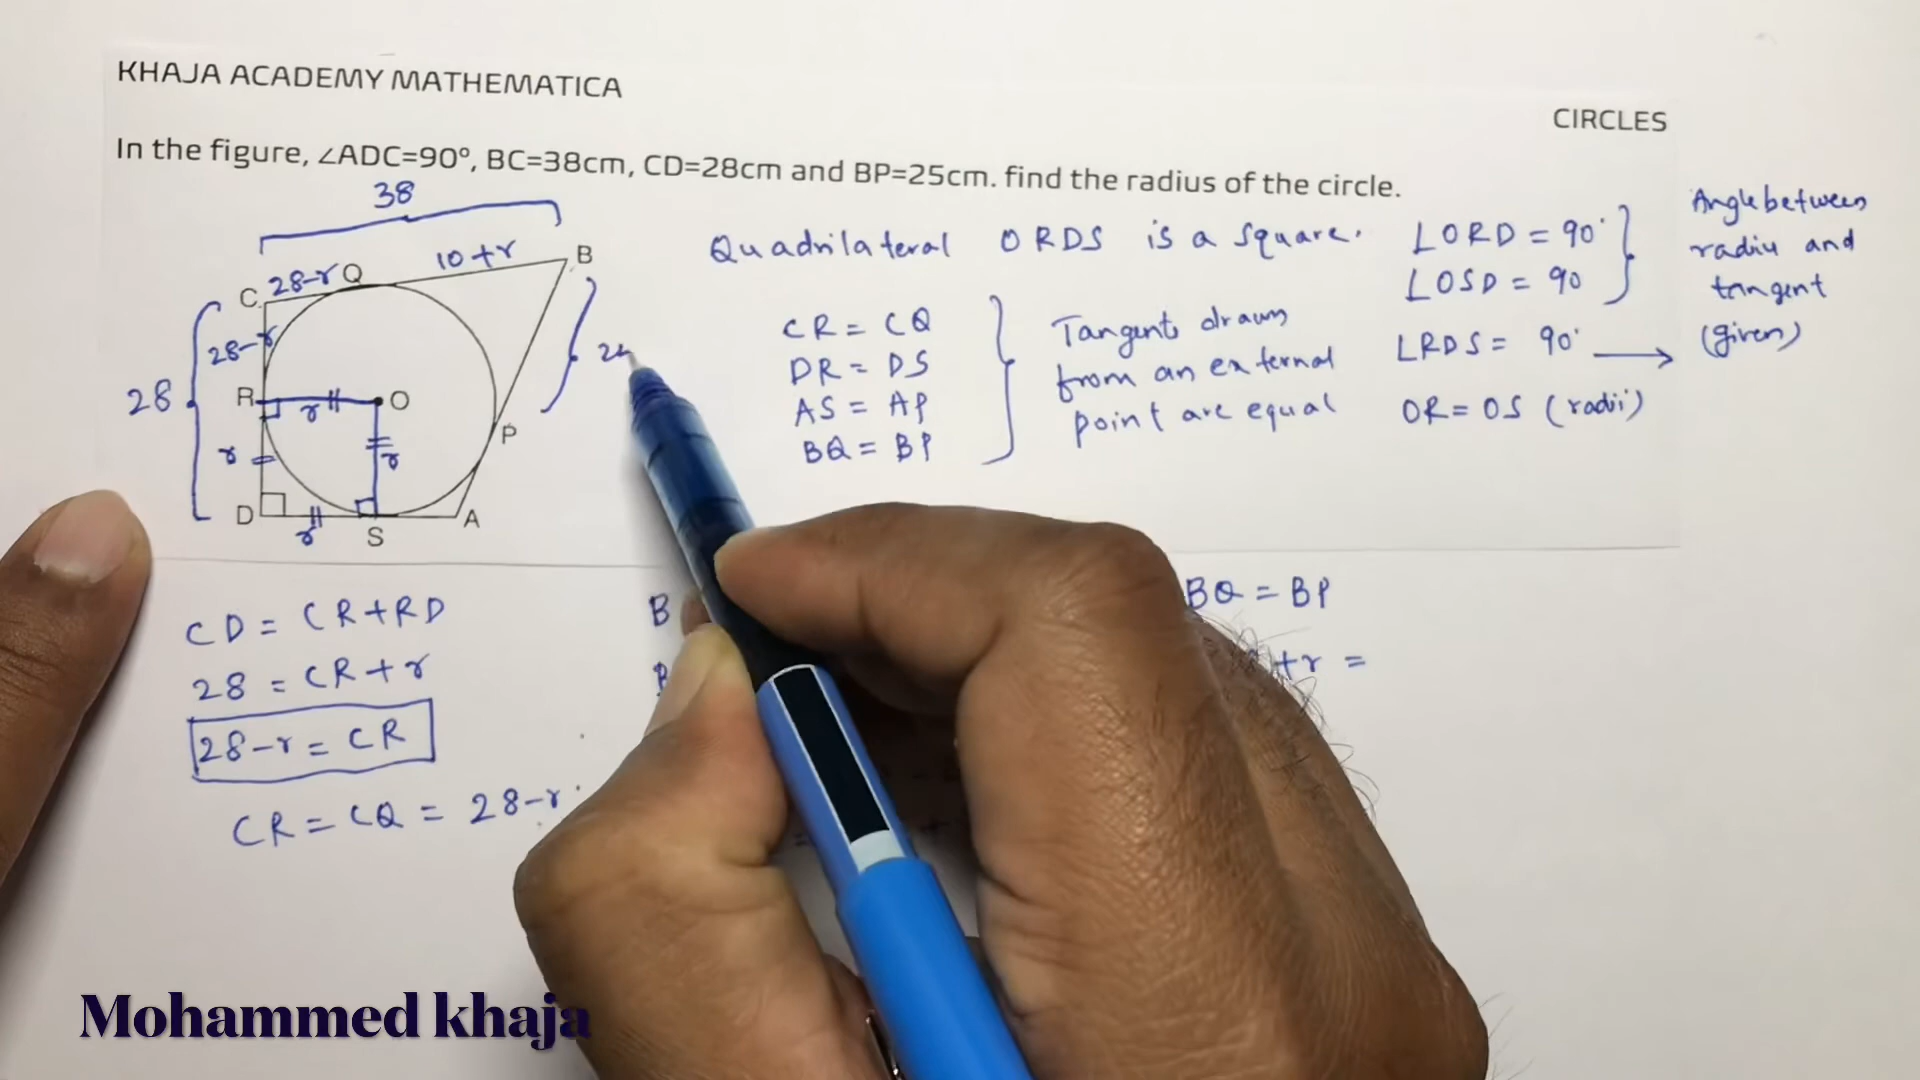 KHAJA ACADEMY MATHEMATICA
CIRCLES
In the figure, ∠ADC=90°, BC=38cm, CD=28cm and BP=25cm. find the radius of the circle.
38
28-r Q 10+r B
C
28-r
28
R r O
r r
P
D r S A
Quadrilateral ORDS is a square.
CR = CQ
DR = DS
AS = AP
BQ = BP
Tangents drawn
from an external
point are equal
∠ORD = 90°
∠OSD = 90
∠RDS = 90° ⟶ (given)
OR = OS (radii)
Angle between
radiu and
tangent
CD = CR+RD
28 = CR+r
28-r = CR
CR = CQ = 28-r.
B
B
BQ = BP
+r =
Mohammed khaja